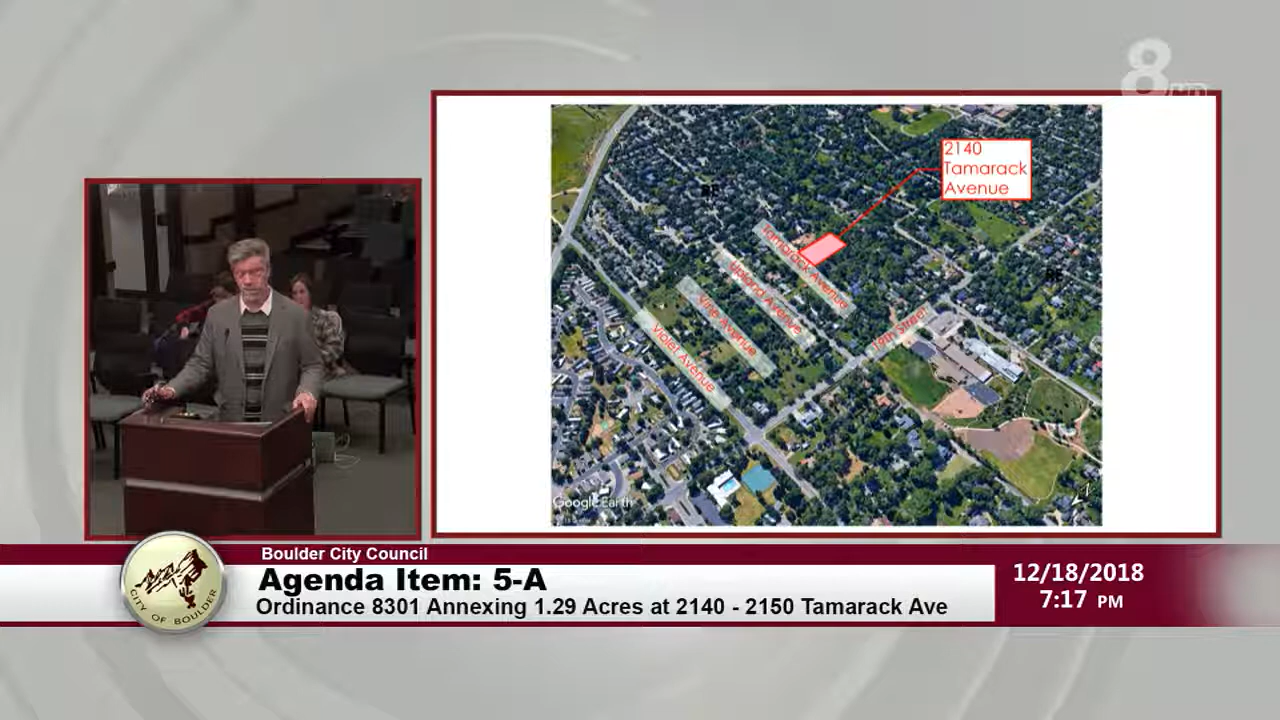 8
HD
2140
Tamarack
Avenue
Tamarack Avenue
Upland Avenue
Vine Avenue
Violet Avenue
19th Street
Google Earth
Boulder City Council
Agenda Item: 5-A
Ordinance 8301 Annexing 1.29 Acres at 2140 - 2150 Tamarack Ave
12/18/2018
7:17 PM
CITY OF BOULDER